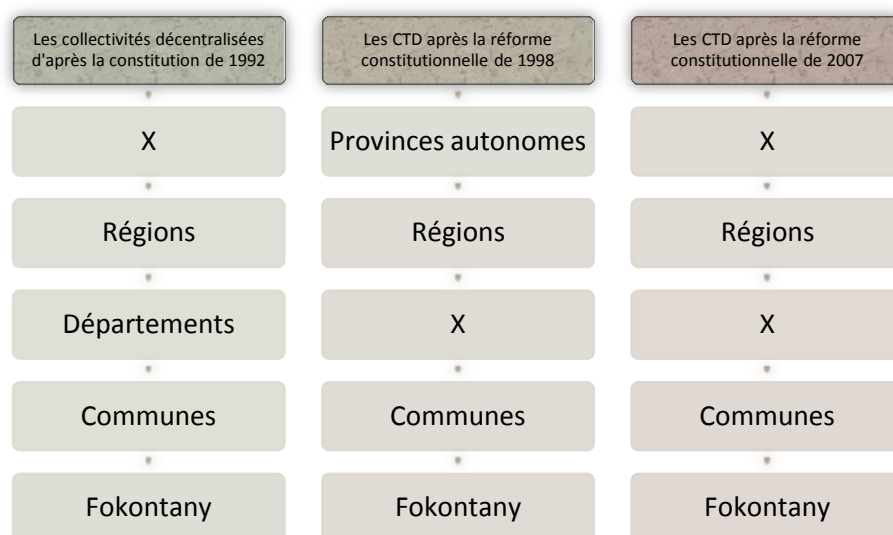 Les collectivités décentralisées
d'après la constitution de 1992
X
Régions
Départements
Communes
Fokontany
Les CTD après la réforme
constitutionnelle de 1998
Provinces autonomes
Régions
X
Communes
Fokontany
Les CTD après la réforme
constitutionnelle de 2007
X
Régions
X
Communes
Fokontany